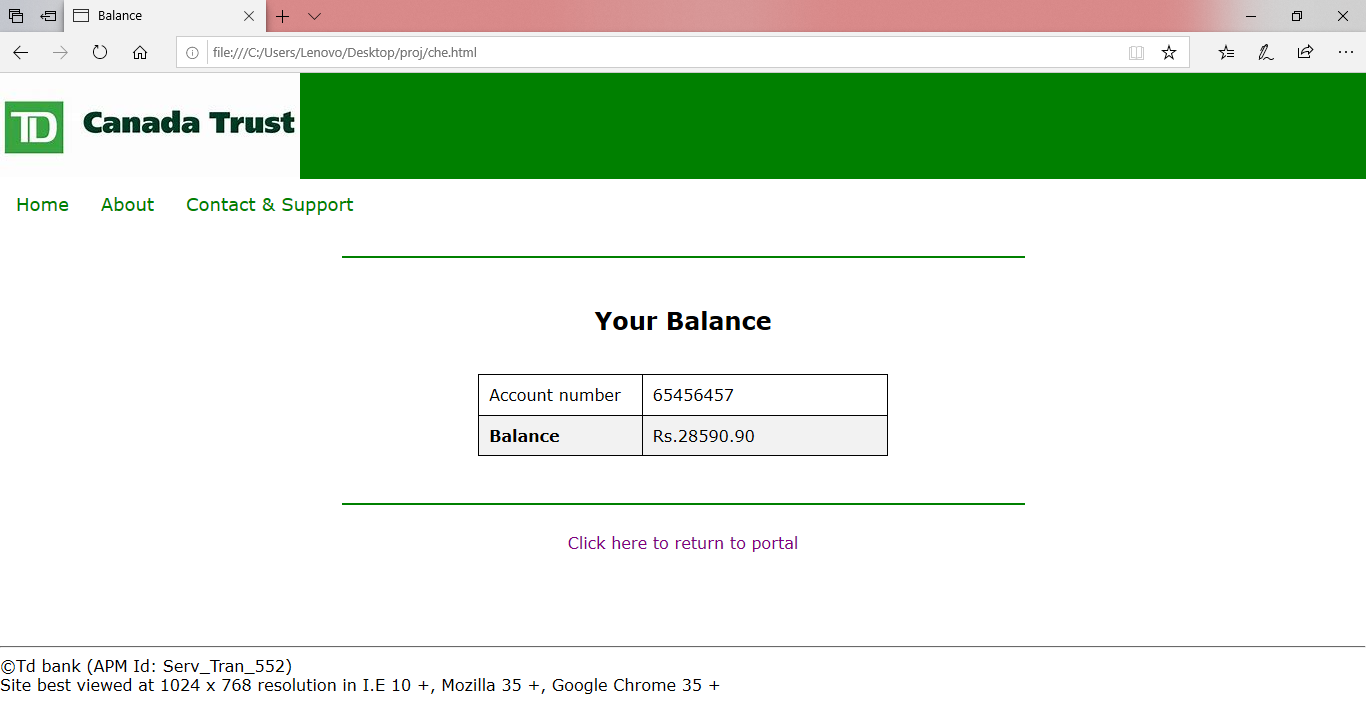 Balance
file:///C:/Users/Lenovo/Desktop/proj/che.html
TD Canada Trust
Home About Contact & Support
Your Balance
Account number 65456457
Balance Rs.28590.90
Click here to return to portal
©Td bank (APM Id: Serv_Tran_552)
Site best viewed at 1024 x 768 resolution in I.E 10 +, Mozilla 35 +, Google Chrome 35 +